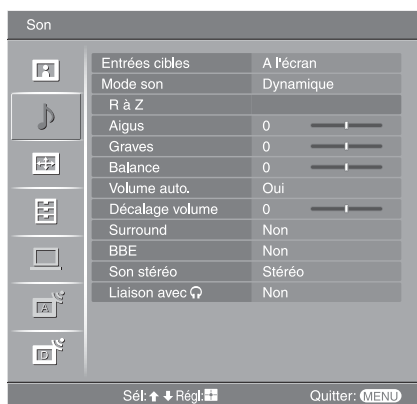 Son
Entrées cibles A l'écran
Mode son Dynamique
R à Z
Aigus 0
Graves 0
Balance 0
Volume auto. Oui
Décalage volume 0
Surround Non
BBE Non
Son stéréo Stéréo
Liaison avec Non
A
D
Sél: Régl: Quitter: MENU